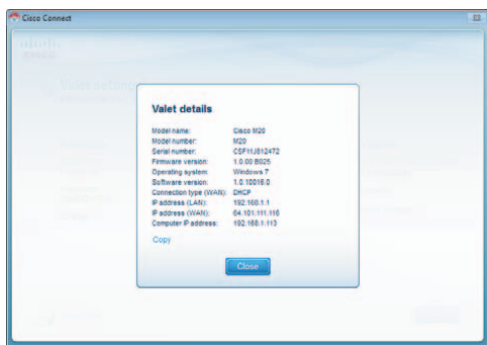 Cisco Connect
Valet details
Model name: Cisco M20
Model number: M20
Serial number: CSF11J812472
Firmware version: 1.0.00 B025
Operating system: Windows 7
Software version: 1.0.10016.0
Connection type (WAN): DHCP
IP address (LAN): 192.168.1.1
IP address (WAN): 64.101.111.116
Computer IP address: 192.168.1.113
Copy
Close